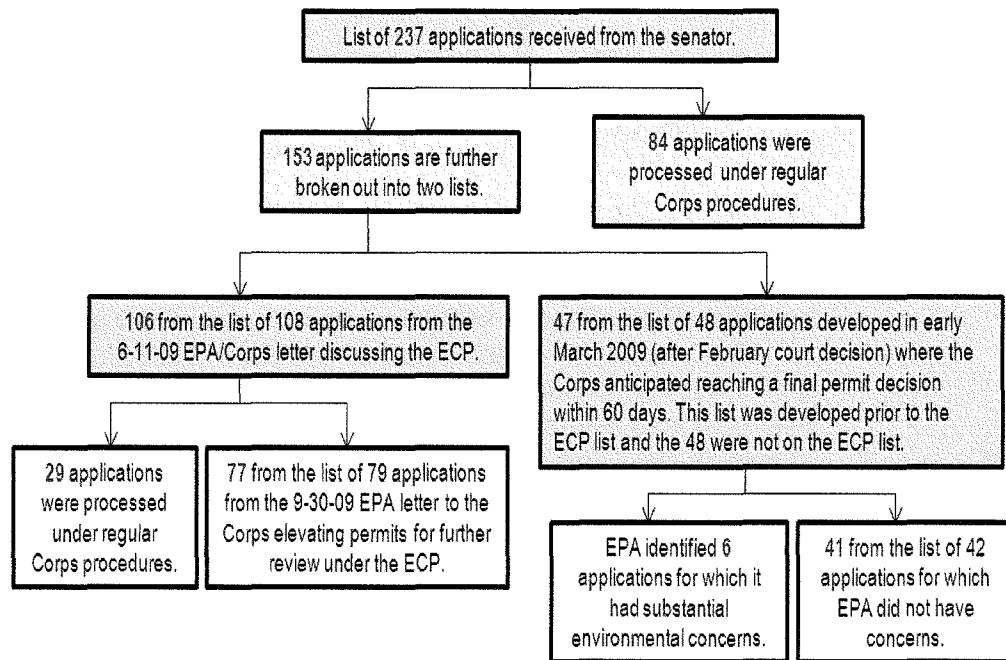 List of 237 applications received from the senator.
153 applications are further
broken out into two lists.
84 applications were
processed under regular
Corps procedures.
106 from the list of 108 applications from the
6-11-09 EPA/Corps letter discussing the ECP.
47 from the list of 48 applications developed in early
March 2009 (after February court decision) where the
Corps anticipated reaching a final permit decision
within 60 days. This list was developed prior to the
ECP list and the 48 were not on the ECP list.
29 applications
were processed
under regular
Corps procedures.
77 from the list of 79 applications
from the 9-30-09 EPA letter to the
Corps elevating permits for further
review under the ECP.
EPA identified 6
applications for which it
had substantial
environmental concerns.
41 from the list of 42
applications for which
EPA did not have
concerns.